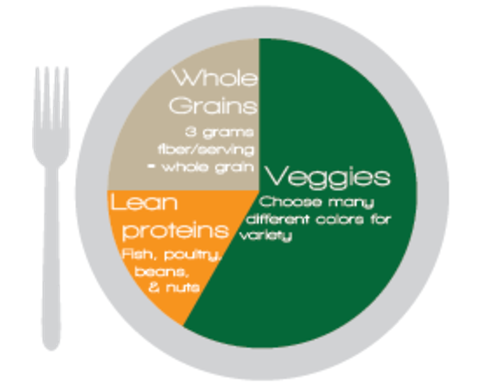 Whole
Grains
3 grams
fiber/serving
= whole grain
Veggies
Choose many
different colors for
variety
Lean
proteins
Fish, poultry,
beans,
& nuts